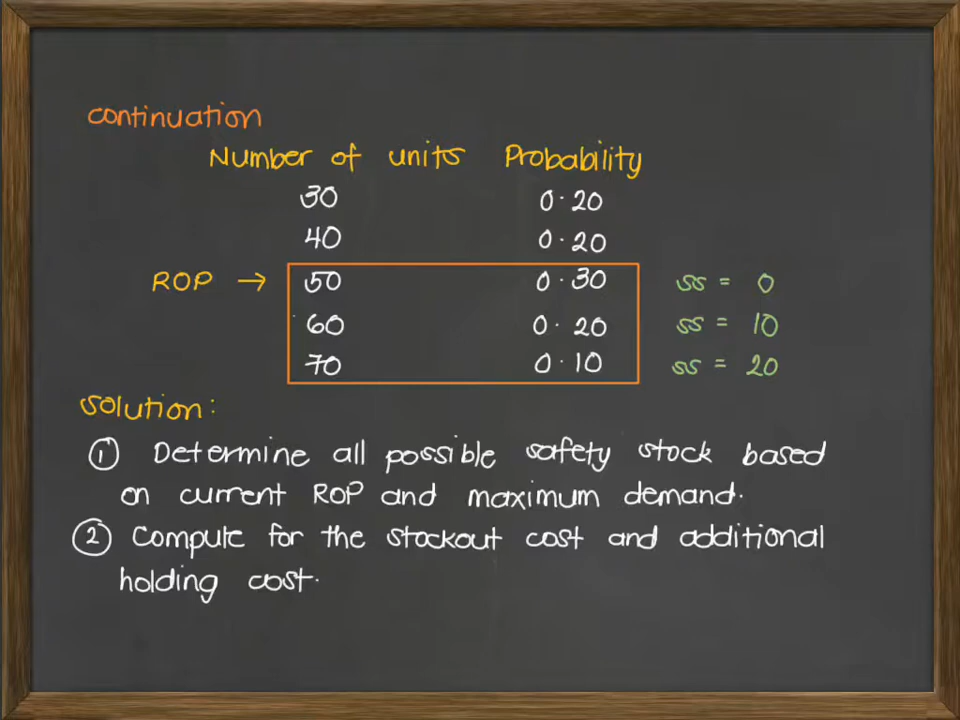 continuation
Number of units Probability
30 0.20
40 0.20
ROP → 50 0.30 ss = 0
60 0.20 ss = 10
70 0.10 ss = 20
solution:
① Determine all possible safety stock based
on current ROP and maximum demand.
② Compute for the stockout cost and additional
holding cost.